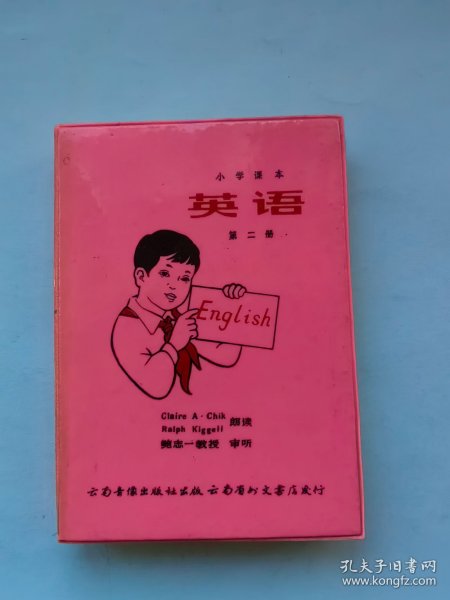 小学课本
英语
第二册
English
Claire A·Chik
Ralph Kiggell 朗读
鲍志一教授 审听
云南音像出版社出版 云南省外文书店发行
孔夫子旧书网
www.kongfz.com